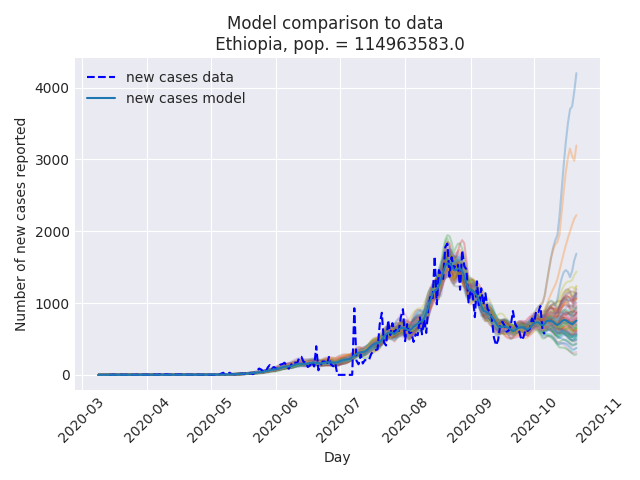 Model comparison to data
Ethiopia, pop. = 114963583.0
new cases data
new cases model
Number of new cases reported
4000
3000
2000
1000
0
2020-03
2020-04
2020-05
2020-06
2020-07
2020-08
2020-09
2020-10
2020-11
Day